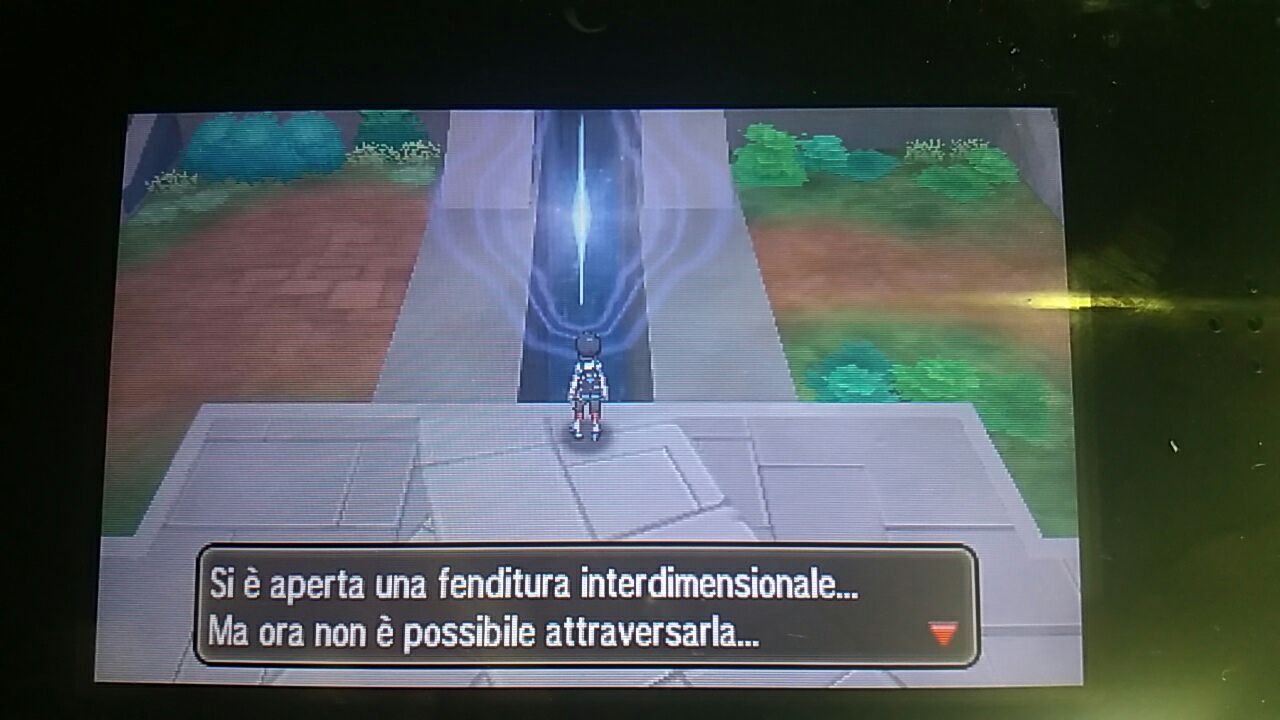 Si è aperta una fenditura interdimensionale...
Ma ora non è possibile attraversarla...